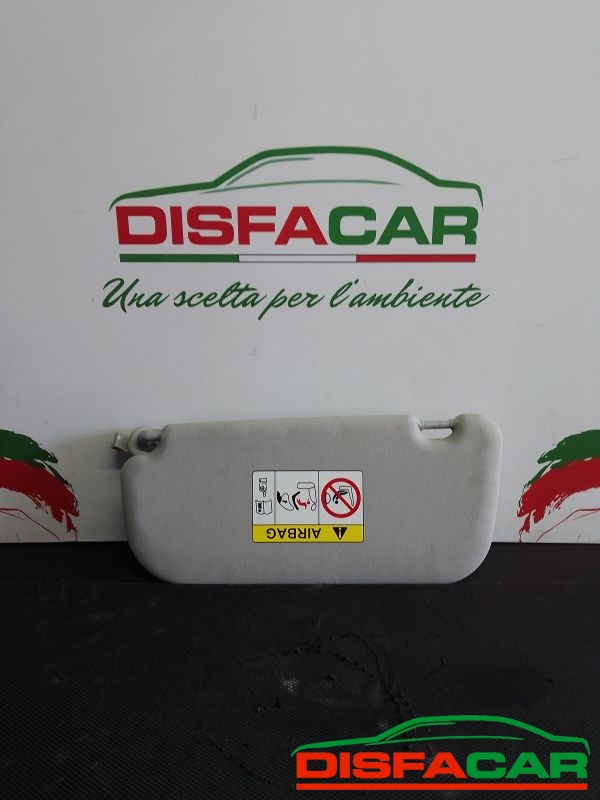 DISFACAR
Una scelta per l'ambiente
AIRBAG
DISFACAR